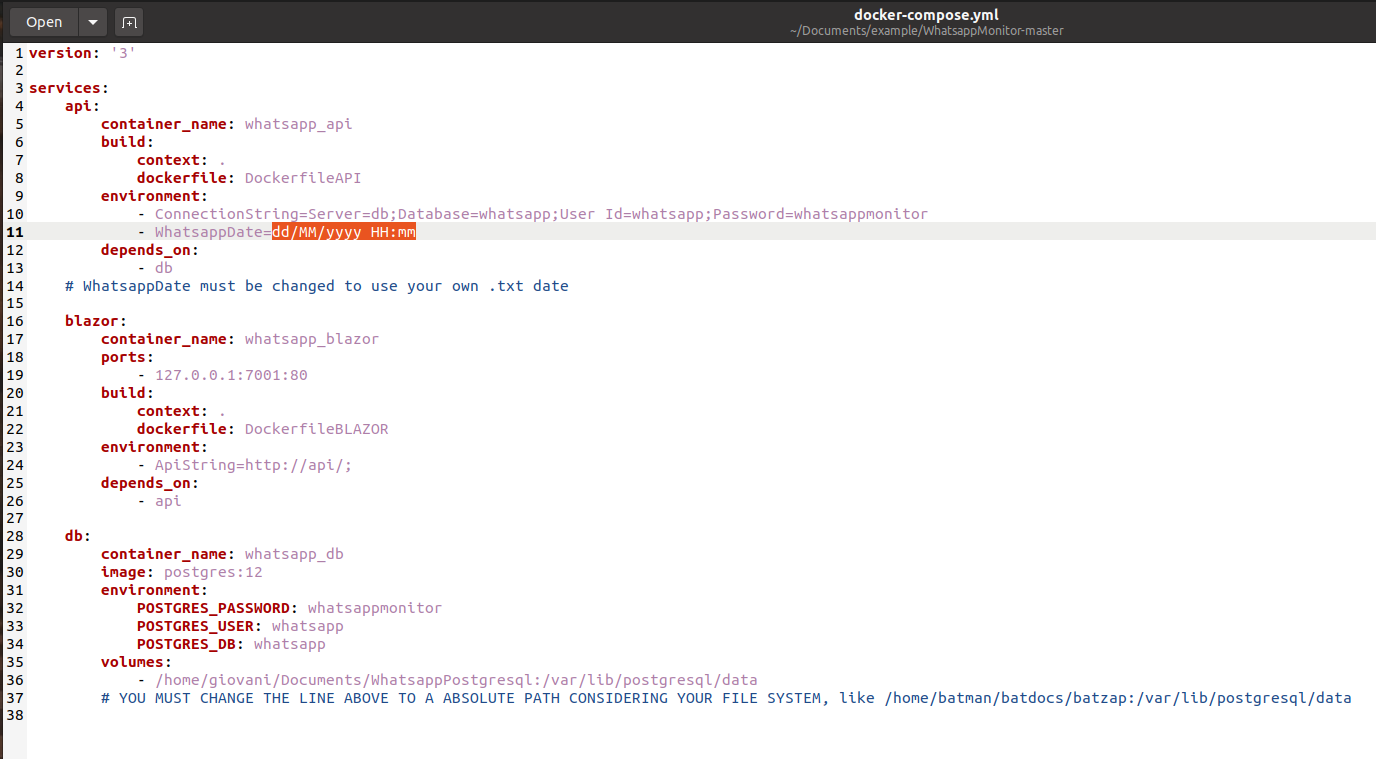 Open
docker-compose.yml
~/Documents/example/WhatsappMonitor-master
1 version: '3'
2
3 services:
4     api:
5         container_name: whatsapp_api
6         build:
7             context: .
8             dockerfile: DockerfileAPI
9         environment:
10             - ConnectionString=Server=db;Database=whatsapp;User Id=whatsapp;Password=whatsappmonitor
11             - WhatsappDate=dd/MM/yyyy HH:mm
12         depends_on:
13             - db
14     # WhatsappDate must be changed to use your own .txt date
15
16     blazor:
17         container_name: whatsapp_blazor
18         ports:
19             - 127.0.0.1:7001:80
20         build:
21             context: .
22             dockerfile: DockerfileBLAZOR
23         environment:
24             - ApiString=http://api/;
25         depends_on:
26             - api
27
28     db:
29         container_name: whatsapp_db
30         image: postgres:12
31         environment:
32             POSTGRES_PASSWORD: whatsappmonitor
33             POSTGRES_USER: whatsapp
34             POSTGRES_DB: whatsapp
35         volumes:
36             - /home/giovani/Documents/WhatsappPostgresql:/var/lib/postgresql/data
37         # YOU MUST CHANGE THE LINE ABOVE TO A ABSOLUTE PATH CONSIDERING YOUR FILE SYSTEM, like /home/batman/batdocs/batzap:/var/lib/postgresql/data
38